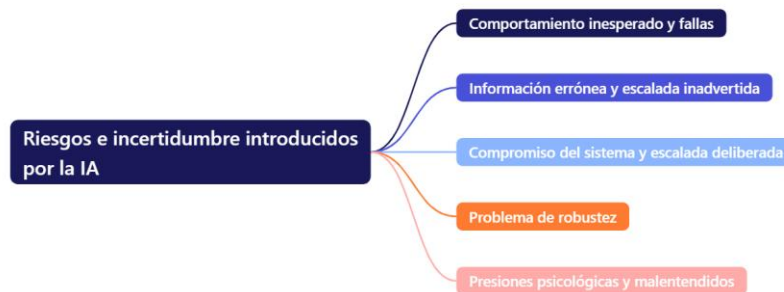 Comportamiento inesperado y fallas
Información errónea y escalada inadvertida
Riesgos e incertidumbre introducidos
por la IA
Compromiso del sistema y escalada deliberada
Problema de robustez
Presiones psicológicas y malentendidos